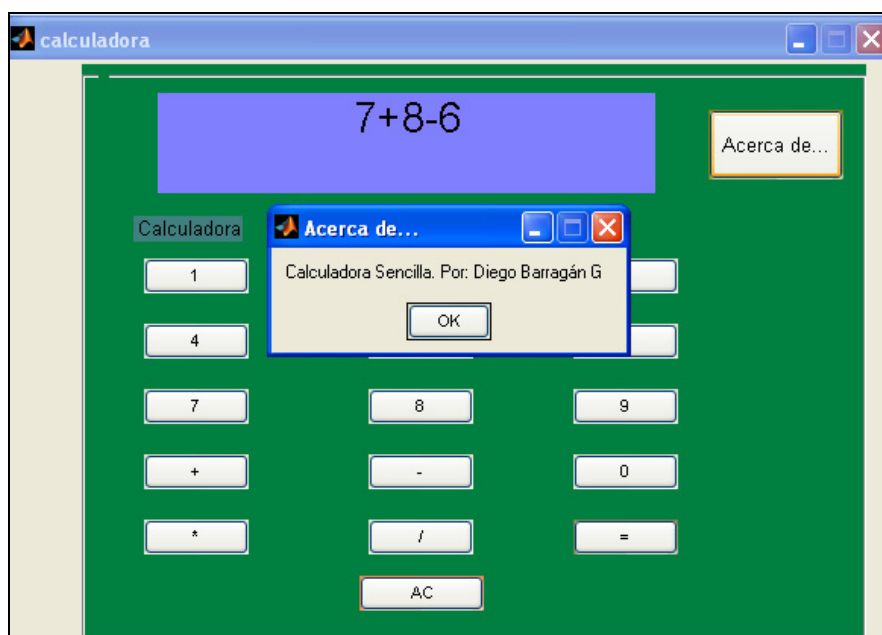 calculadora
7+8-6
Acerca de...
Calculadora
Acerca de...
Calculadora Sencilla. Por: Diego Barragán G
OK
1
4
7 8 9
+ - 0
* / =
AC